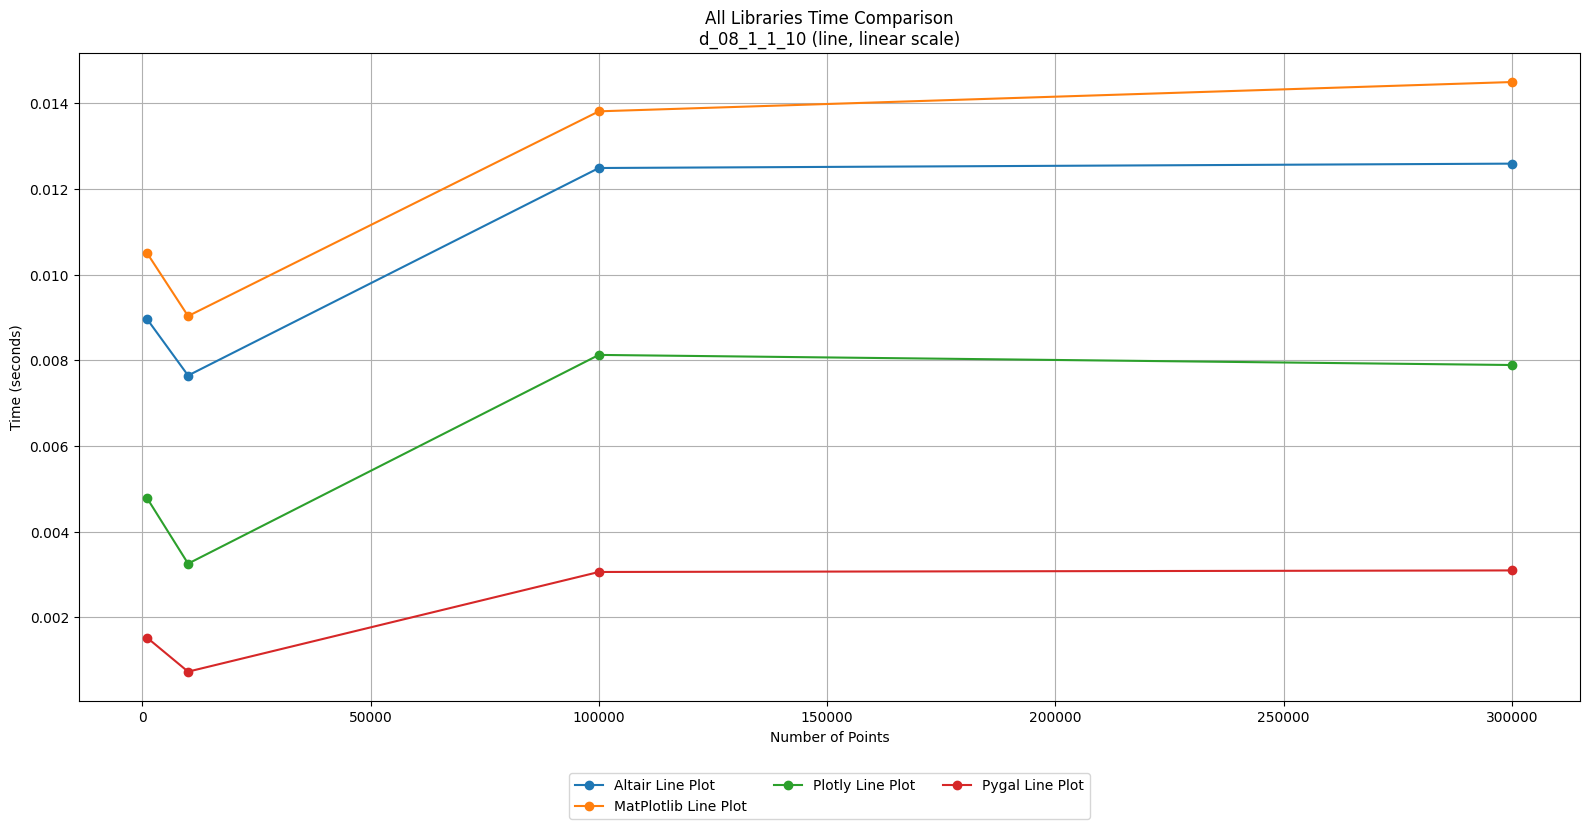 All Libraries Time Comparison
d_08_1_1_10 (line, linear scale)
0.014
0.012
0.010
0.008
0.006
0.004
0.002
Time (seconds)
0 50000 100000 150000 200000 250000 300000
Number of Points
Altair Line Plot Plotly Line Plot Pygal Line Plot
MatPlotlib Line Plot